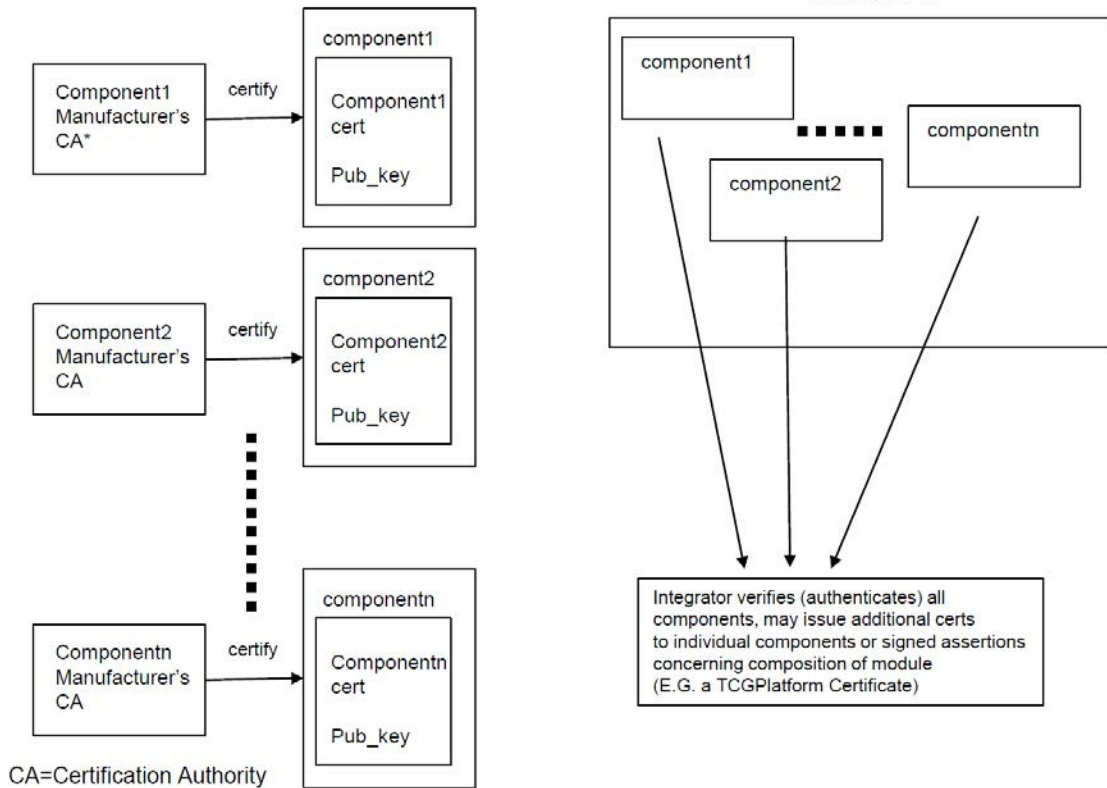 component1
Component1
Manufacturer's
CA*
certify
Component1
cert
Pub_key
component2
Component2
Manufacturer's
CA
certify
Component2
cert
Pub_key
componentn
Componentn
Manufacturer's
CA
certify
Componentn
cert
Pub_key
CA=Certification Authority
component1
component2
componentn
Integrator verifies (authenticates) all
components, may issue additional certs
to individual components or signed assertions
concerning composition of module
(E.G. a TCGPlatform Certificate)